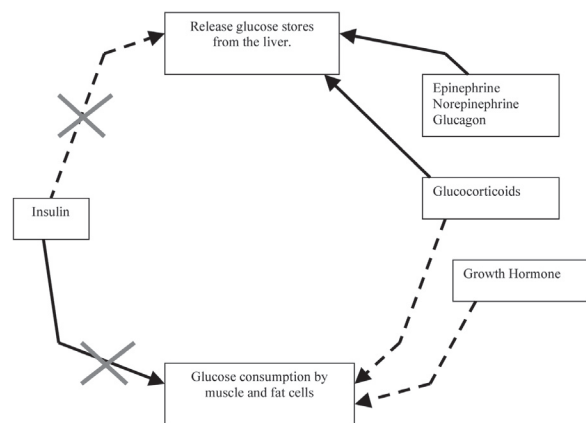 Release glucose stores
from the liver.
Epinephrine
Norepinephrine
Glucagon
Insulin
Glucocorticoids
Growth Hormone
Glucose consumption by
muscle and fat cells